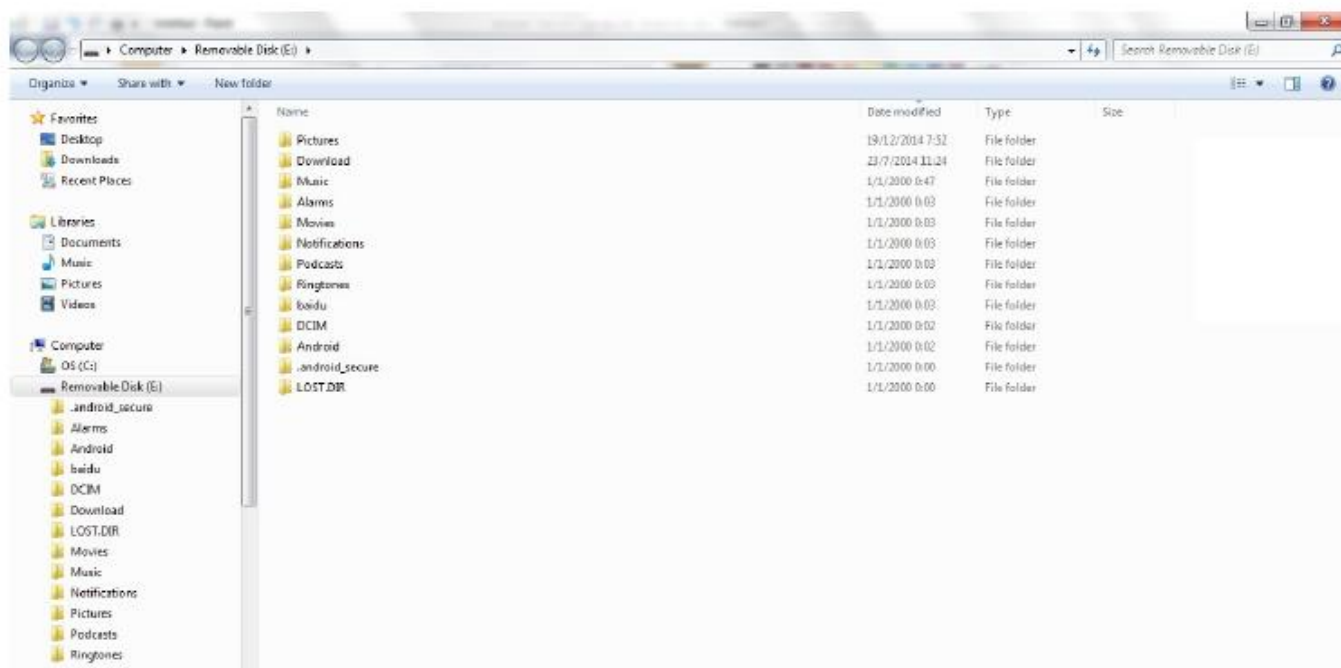 Computer ▸ Removable Disk (E:) ▸
Search Removable Disk (E:)
Organize Share with New folder
Favorites
Desktop
Downloads
Recent Places
Libraries
Documents
Music
Pictures
Videos
Computer
OS (C:)
Removable Disk (E:)
.android_secure
Alarms
Android
baidu
DCIM
Download
LOST.DIR
Movies
Music
Notifications
Pictures
Podcasts
Ringtones
Name Date modified Type Size
Pictures 19/12/2014 7:52 File folder
Download 23/7/2014 11:24 File folder
Music 1/1/2000 0:47 File folder
Alarms 1/1/2000 0:03 File folder
Movies 1/1/2000 0:03 File folder
Notifications 1/1/2000 0:03 File folder
Podcasts 1/1/2000 0:03 File folder
Ringtones 1/1/2000 0:03 File folder
baidu 1/1/2000 0:03 File folder
DCIM 1/1/2000 0:02 File folder
Android 1/1/2000 0:02 File folder
.android_secure 1/1/2000 0:00 File folder
LOST.DIR 1/1/2000 0:00 File folder